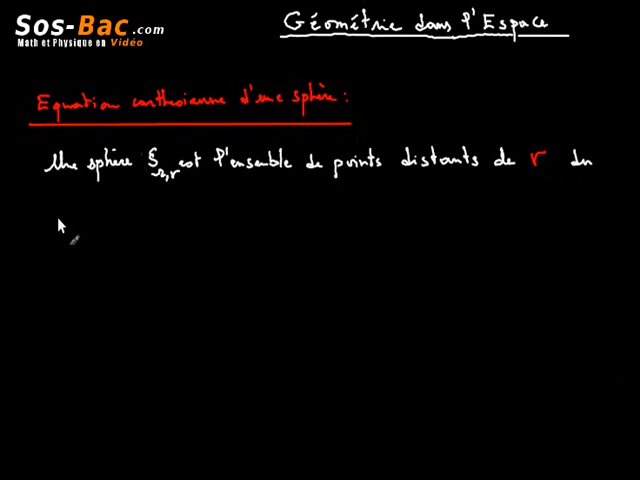 Sos-Bac.com
Math et Physique en Vidéo
Géométrie dans l'Espace
Equation carthésienne d'une sphère :
Une sphère S Ω,r est l'ensemble de points distants de r du